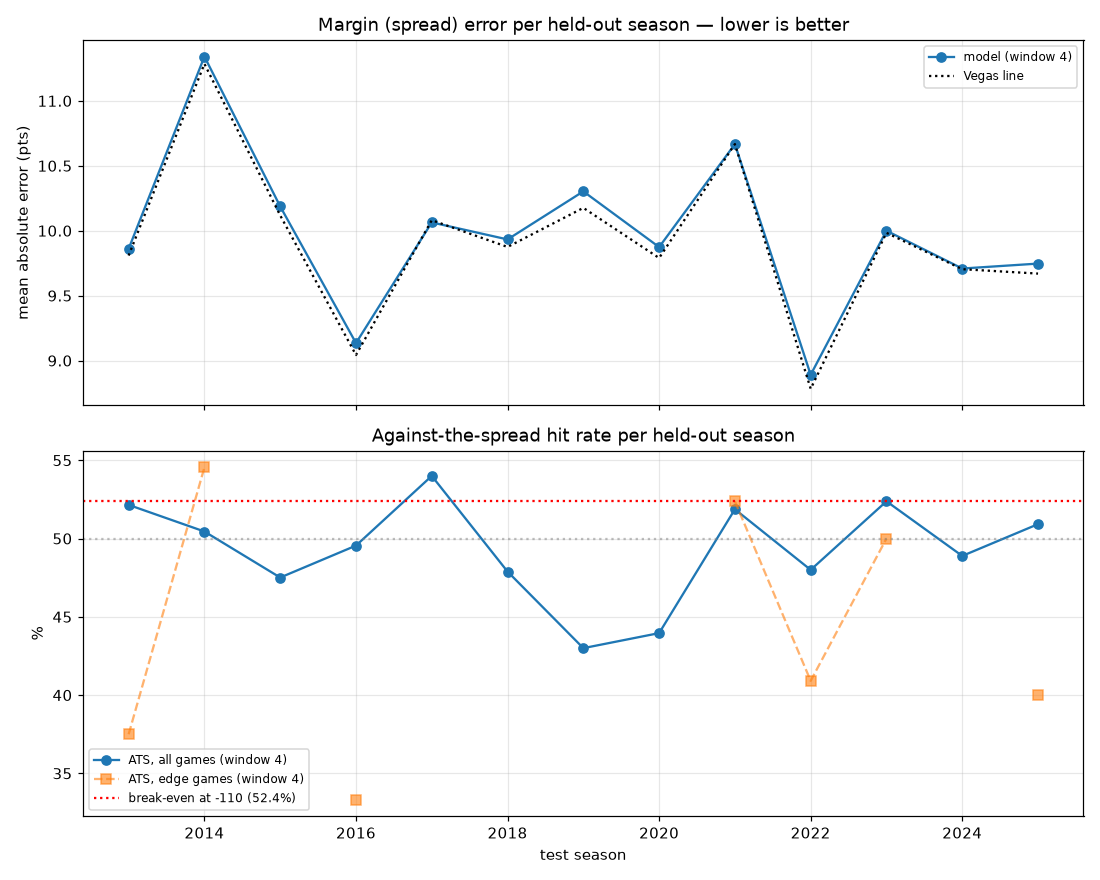 Margin (spread) error per held-out season — lower is better
model (window 4)
Vegas line
mean absolute error (pts)
11.0
10.5
10.0
9.5
9.0
Against-the-spread hit rate per held-out season
%
55
50
45
40
35
ATS, all games (window 4)
ATS, edge games (window 4)
break-even at -110 (52.4%)
2014
2016
2018
2020
2022
2024
test season